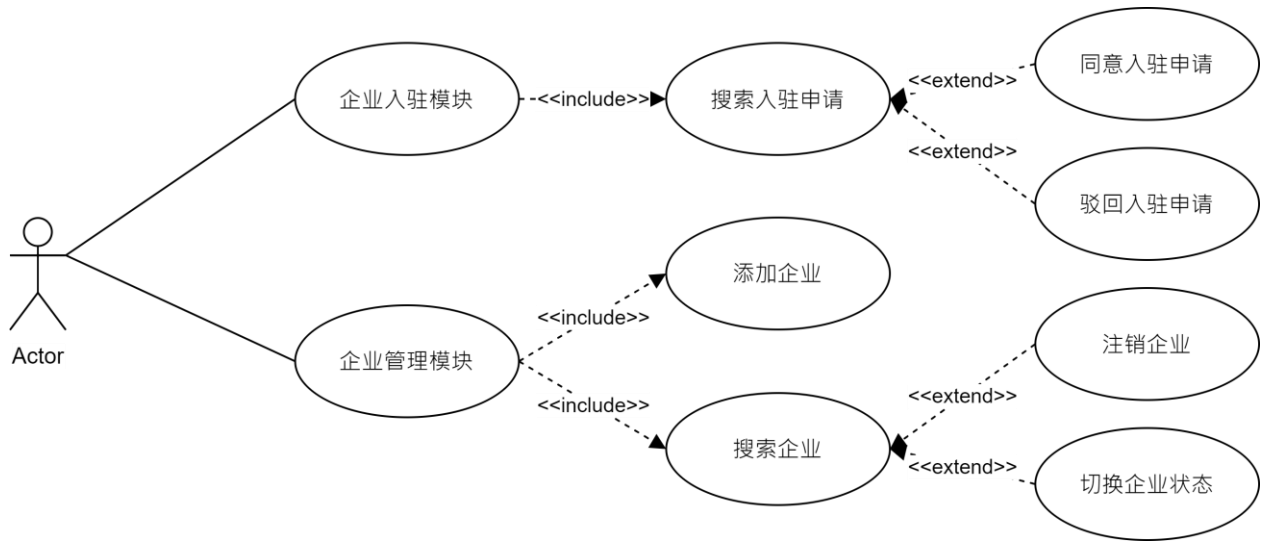 同意入驻申请
<<extend>>
企业入驻模块
<<include>>
搜索入驻申请
<<extend>>
驳回入驻申请
添加企业
<<include>>
注销企业
Actor
企业管理模块
<<include>>
<<extend>>
搜索企业
<<extend>>
切换企业状态